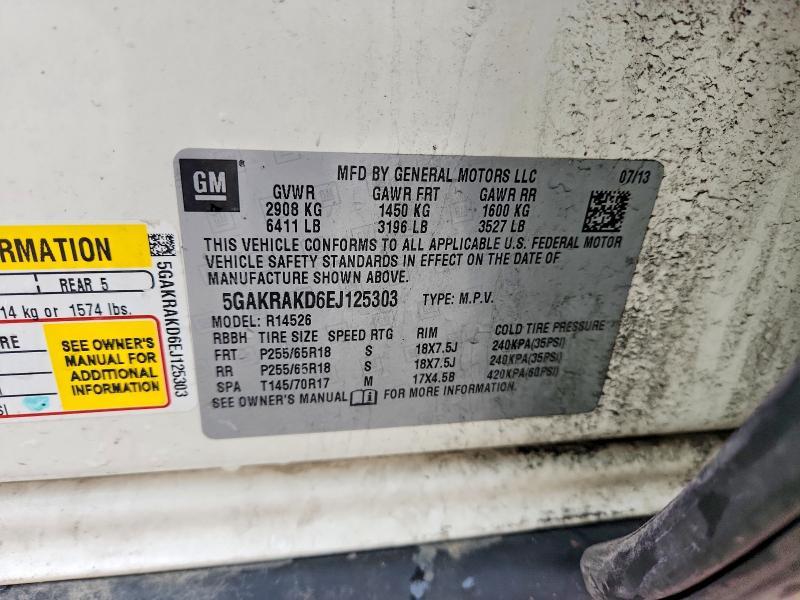 GM
MFD BY GENERAL MOTORS LLC 07/13
GVWR GAWR FRT GAWR RR
2908 KG 1450 KG 1600 KG
6411 LB 3196 LB 3527 LB
THIS VEHICLE CONFORMS TO ALL APPLICABLE U.S. FEDERAL MOTOR
VEHICLE SAFETY STANDARDS IN EFFECT ON THE DATE OF
MANUFACTURE SHOWN ABOVE.
5GAKRAKD6EJ125303 TYPE: M.P.V.
MODEL: R14526
RBBH TIRE SIZE SPEED RTG RIM COLD TIRE PRESSURE
FRT P255/65R18 S 18X7.5J 240KPA(35PSI)
RR P255/65R18 S 18X7.5J 240KPA(35PSI)
SPA T145/70R17 M 17X4.5B 420KPA(60PSI)
SEE OWNER'S MANUAL FOR MORE INFORMATION.
ORMATION
REAR 5
14 kg or 1574 lbs.
RE
SEE OWNER'S
MANUAL FOR
ADDITIONAL
INFORMATION
SI
5GAKRAKD6EJ125303